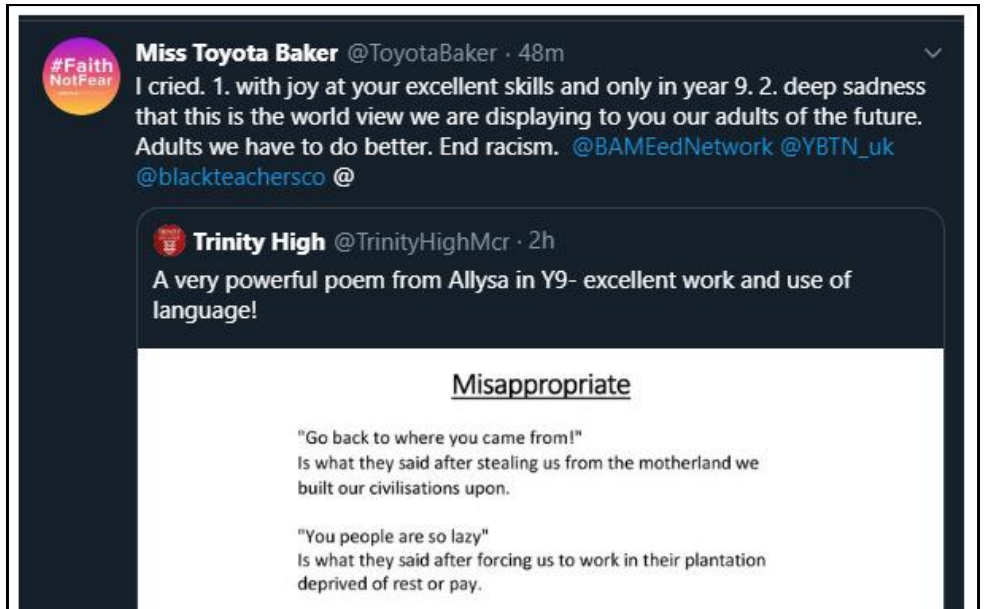 #Faith
NotFear
Miss Toyota Baker @ToyotaBaker · 48m
I cried. 1. with joy at your excellent skills and only in year 9. 2. deep sadness
that this is the world view we are displaying to you our adults of the future.
Adults we have to do better. End racism. @BAMEedNetwork @YBTN_uk
@blackteachersco @
Trinity High @TrinityHighMcr · 2h
A very powerful poem from Allysa in Y9- excellent work and use of
language!
Misappropriate
"Go back to where you came from!"
Is what they said after stealing us from the motherland we
built our civilisations upon.
"You people are so lazy"
Is what they said after forcing us to work in their plantation
deprived of rest or pay.